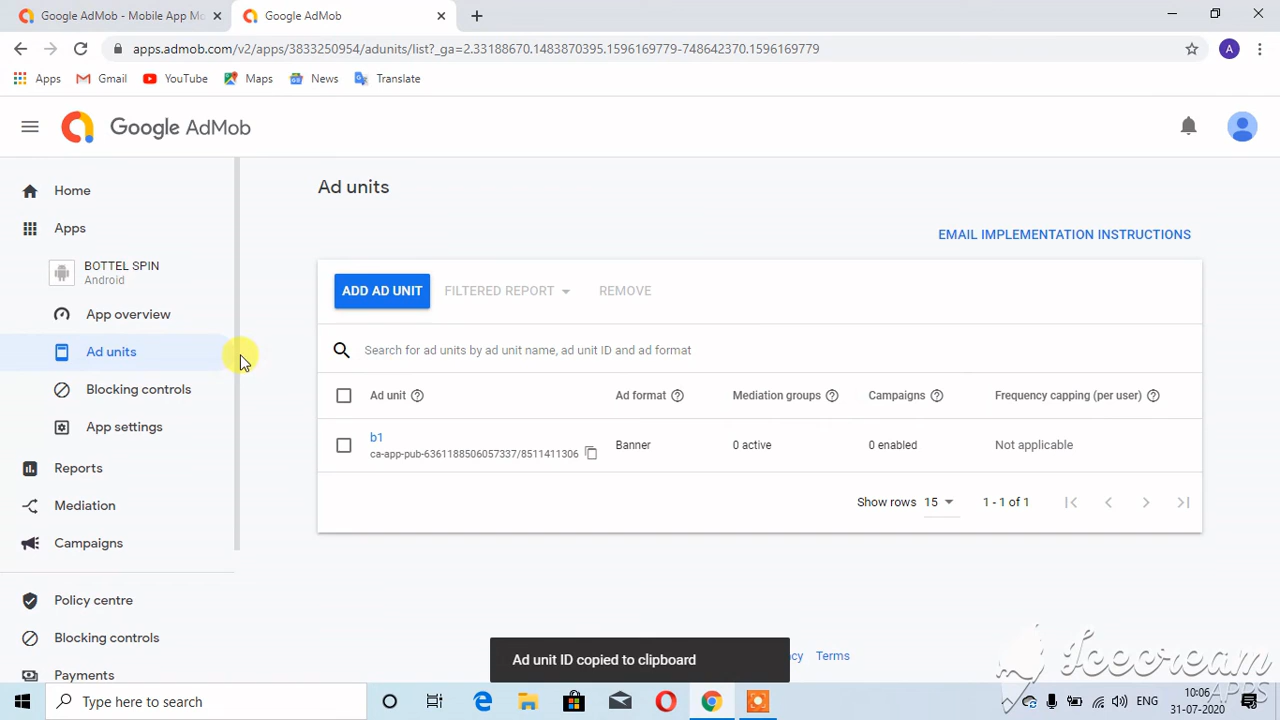 Google AdMob - Mobile App Mo
Google AdMob
apps.admob.com/v2/apps/3833250954/adunits/list?_ga=2.33188670.1483870395.1596169779-748642370.1596169779
A
Apps
Gmail
YouTube
Maps
News
Translate
Google AdMob
Home
Apps
BOTTEL SPIN
Android
App overview
Ad units
Blocking controls
App settings
Reports
Mediation
Campaigns
Policy centre
Blocking controls
Payments
Ad units
EMAIL IMPLEMENTATION INSTRUCTIONS
ADD AD UNIT
FILTERED REPORT
REMOVE
Search for ad units by ad unit name, ad unit ID and ad format
Ad unit
Ad format
Mediation groups
Campaigns
Frequency capping (per user)
b1
ca-app-pub-6361188506057337/8511411306
Banner
0 active
0 enabled
Not applicable
Show rows
15
1 - 1 of 1
Ad unit ID copied to clipboard
Terms
Icecream
APPS
Type here to search
ENG
10:06
31-07-2020